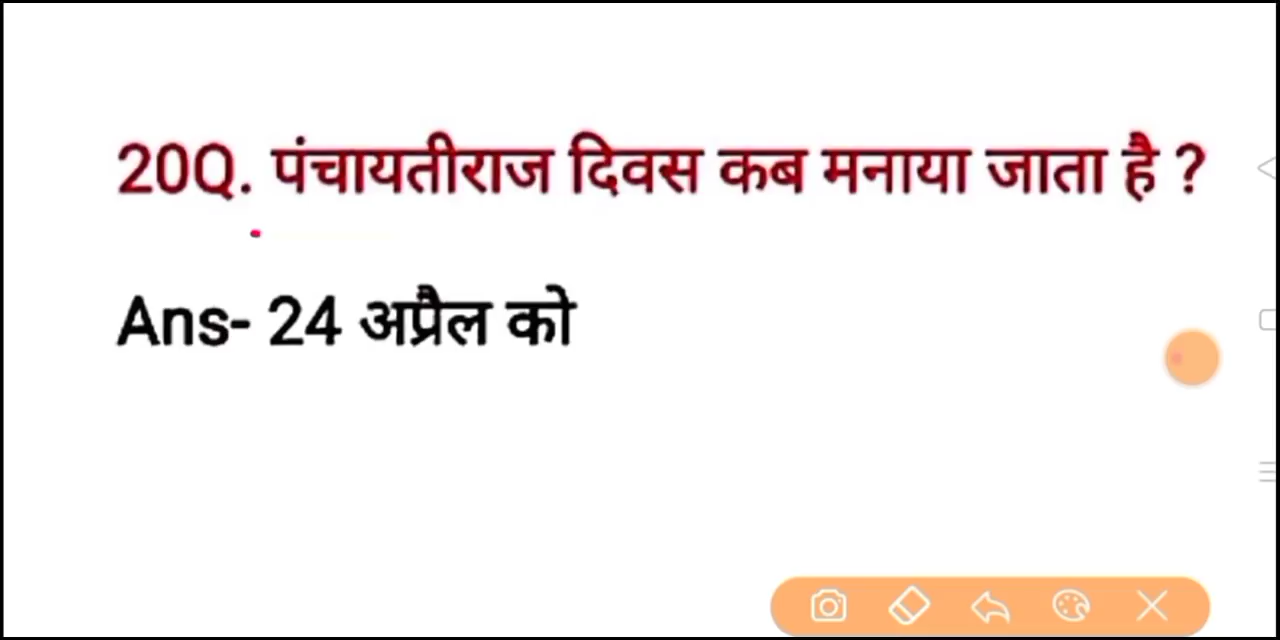 20Q. पंचायतीराज दिवस कब मनाया जाता है ?
Ans- 24 अप्रैल को